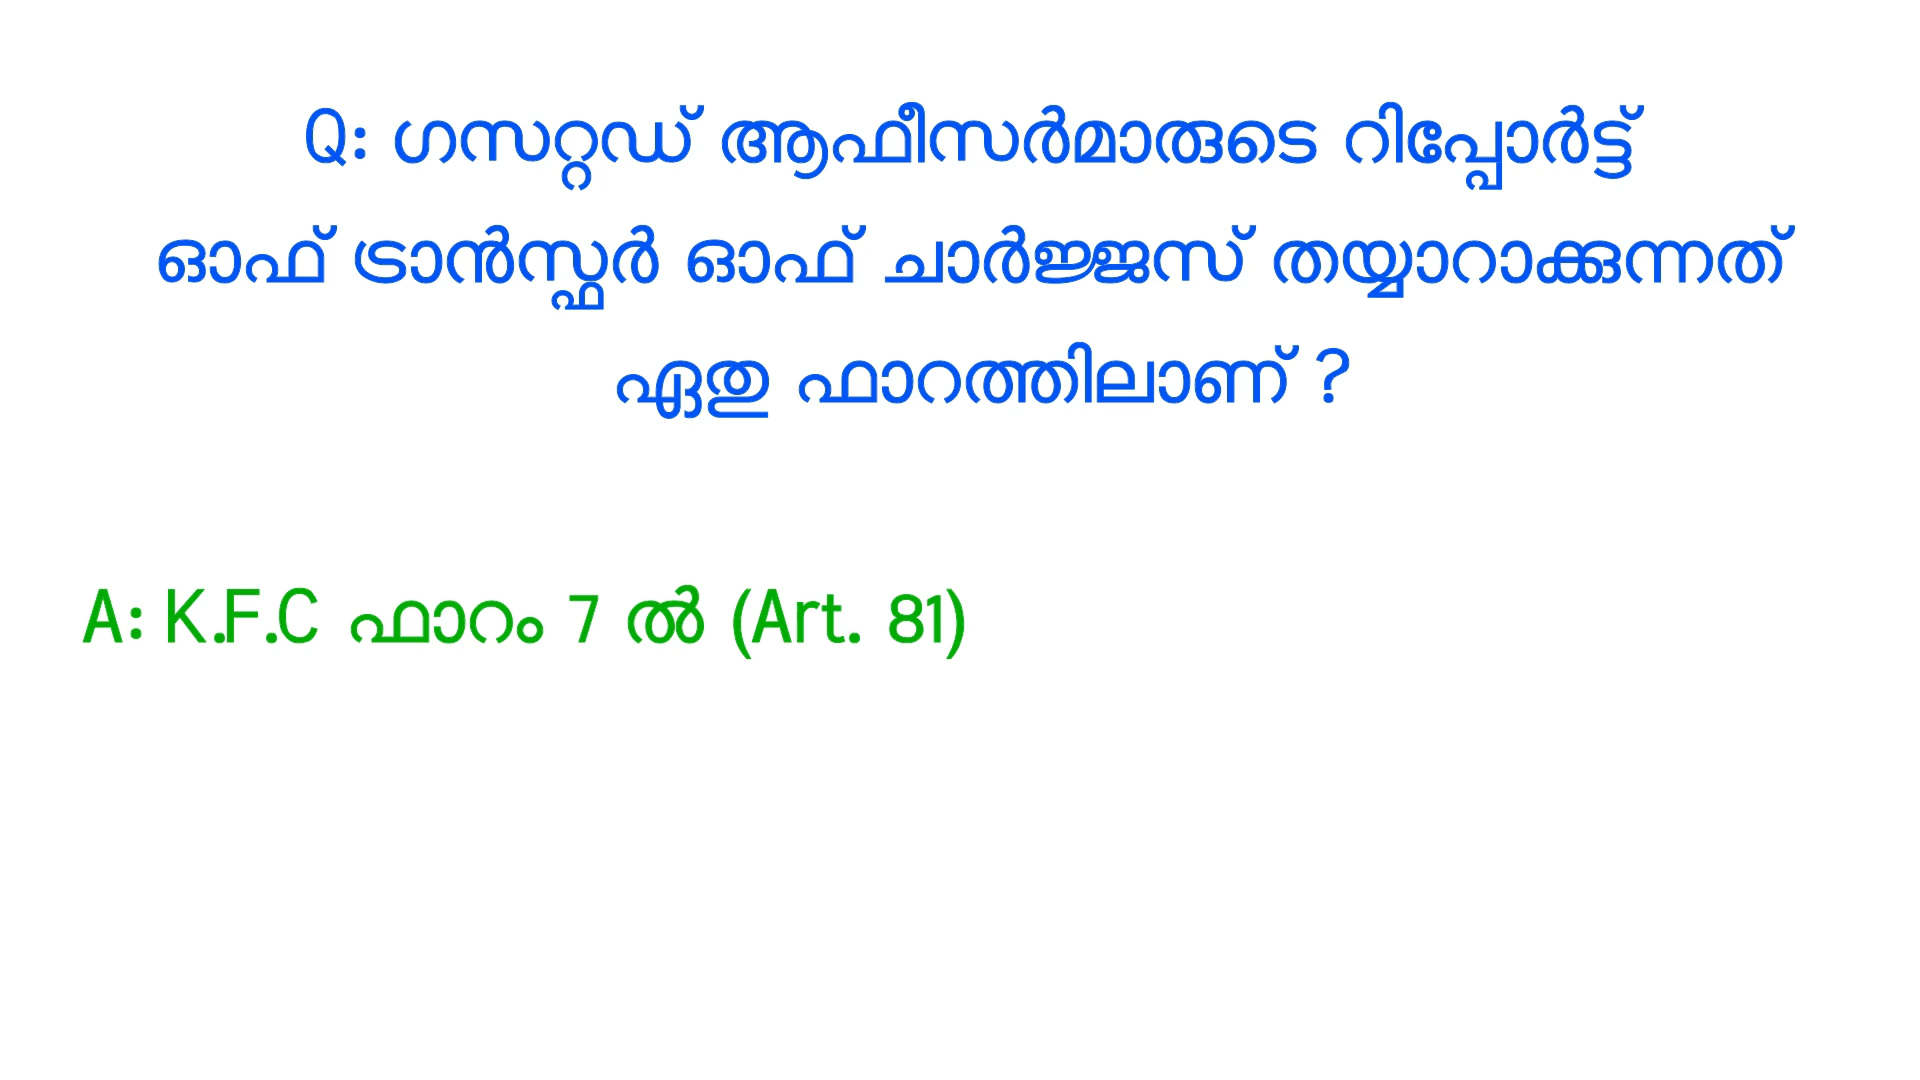 Q: ഗസറ്റഡ് ആഫീസർമാരുടെ റിപ്പോർട്ട്
ഓഫ് ട്രാൻസ്ഫർ ഓഫ് ചാർജ്ജസ് തയ്യാറാക്കുന്നത്
ഏതു ഫാറത്തിലാണ് ?
A: K.F.C ഫാറം 7 ൽ (Art. 81)